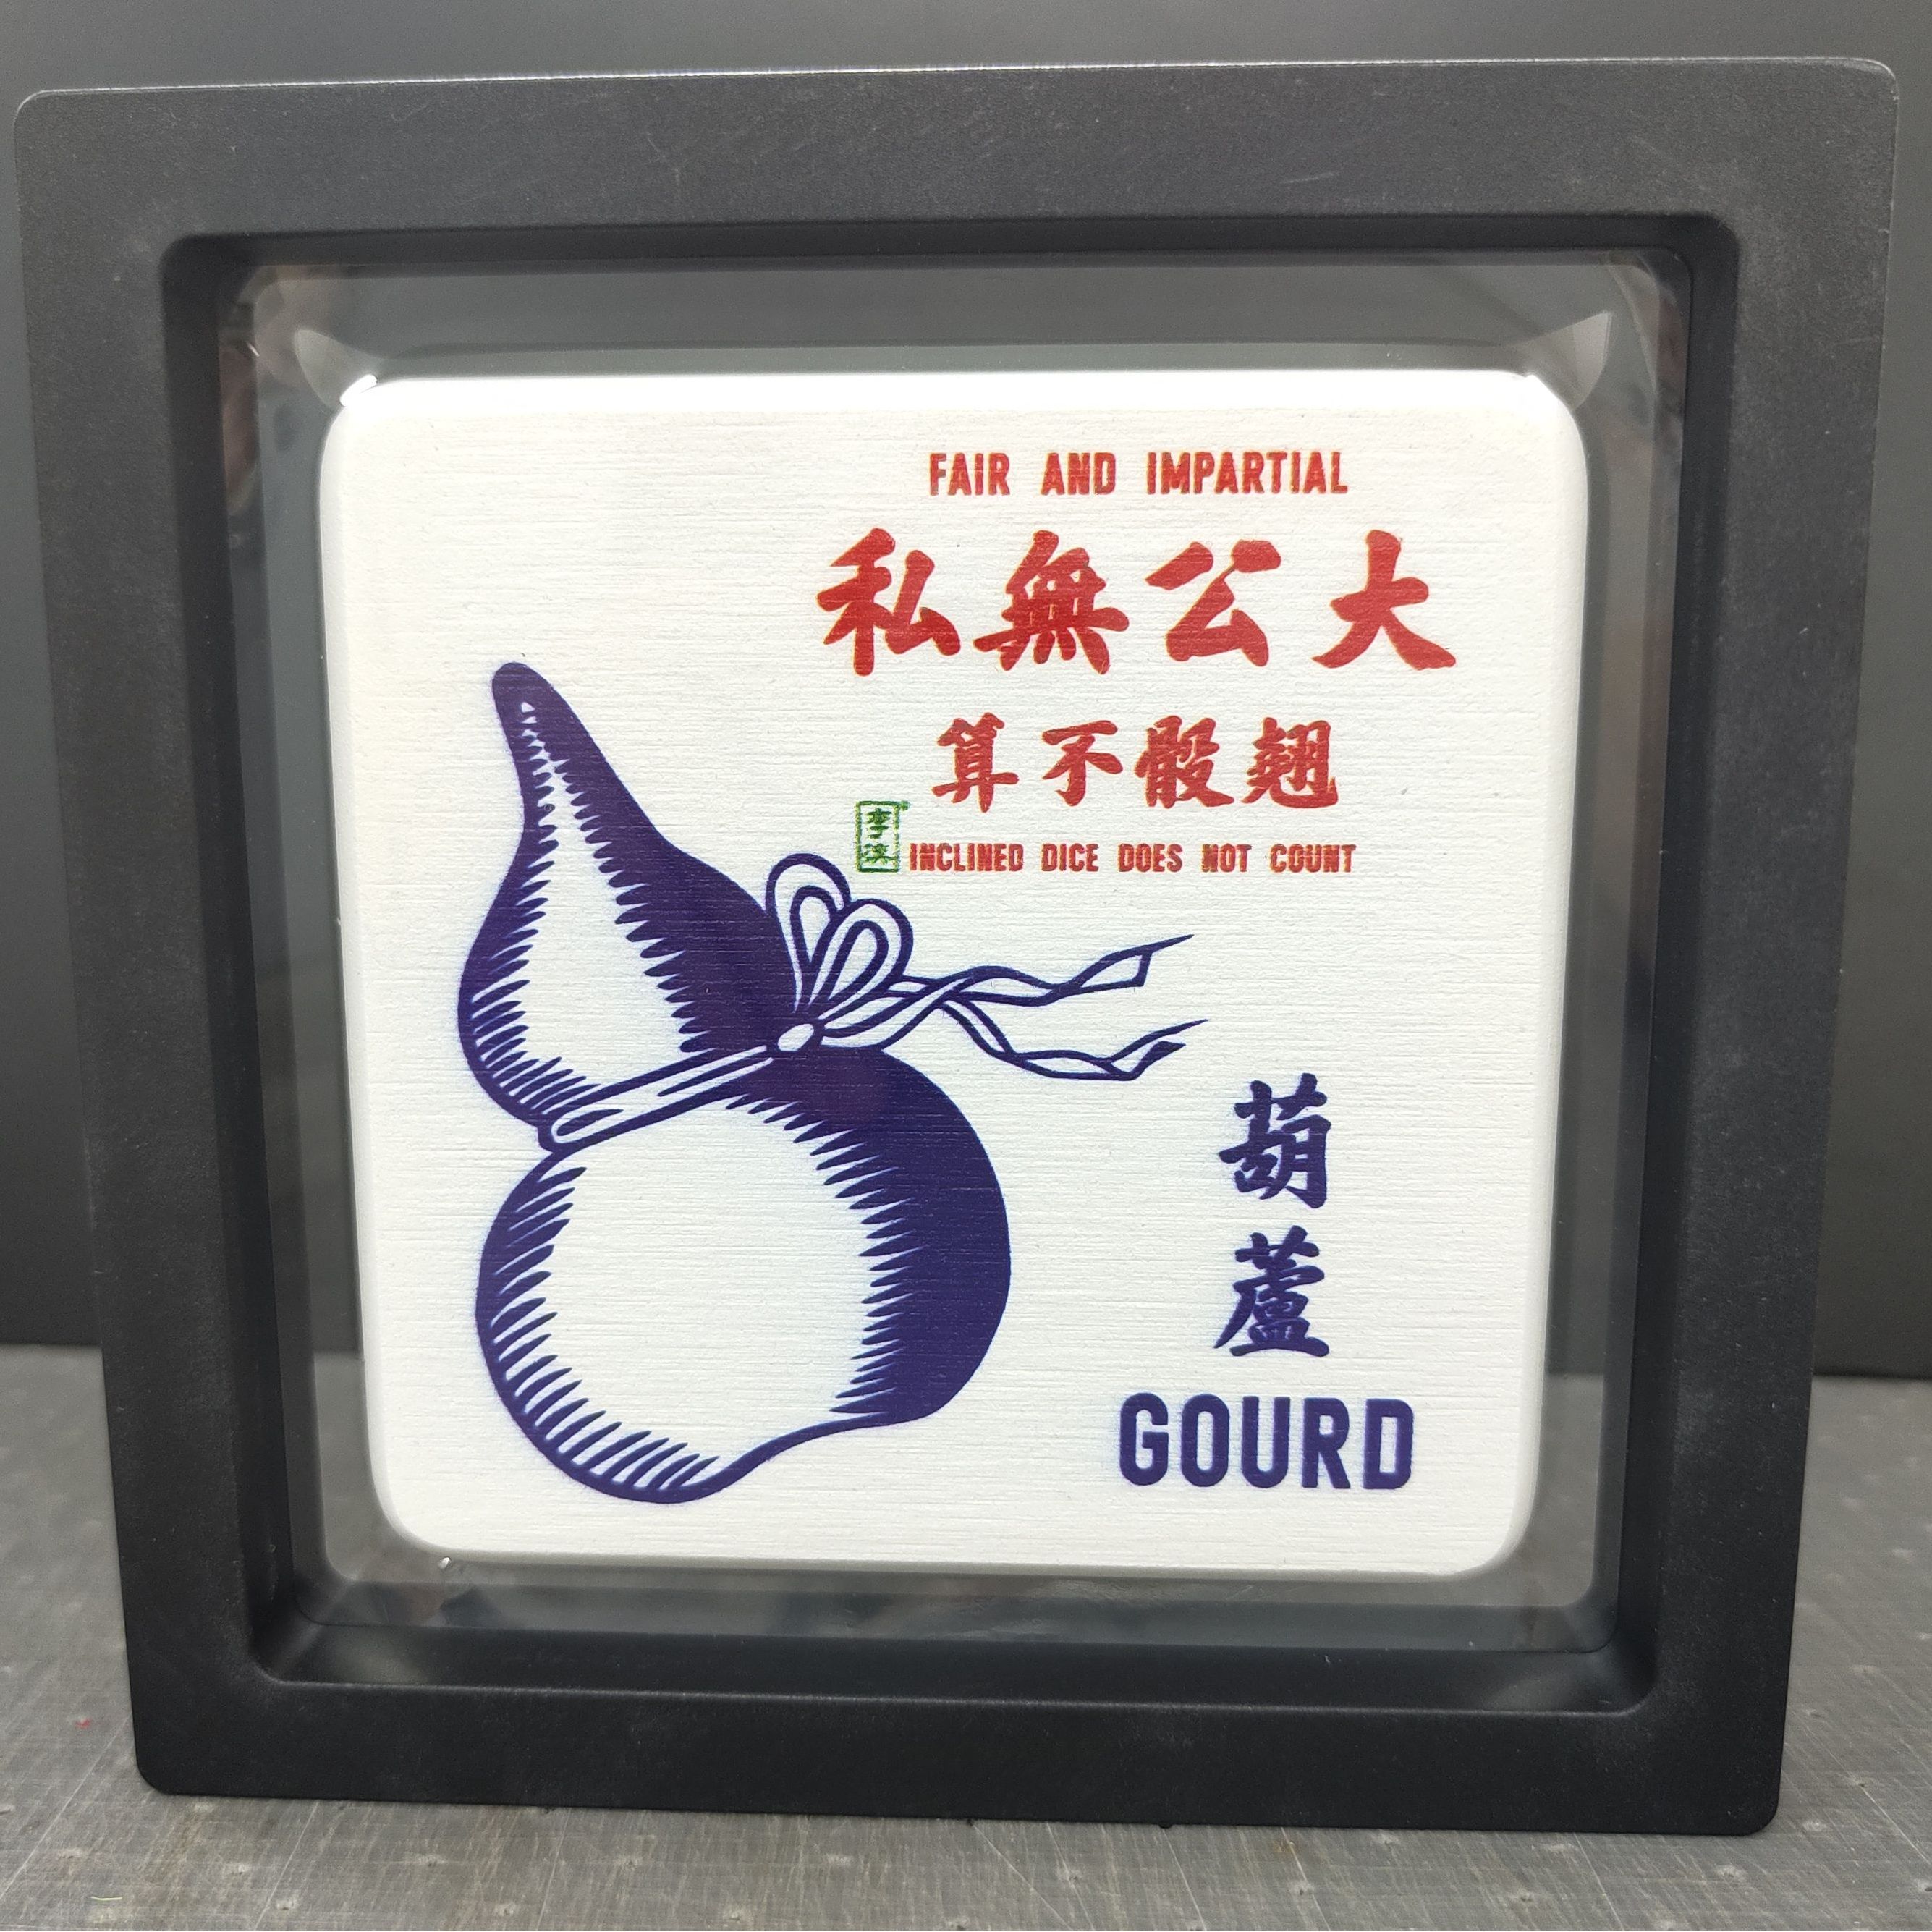 FAIR AND IMPARTIAL
大公無私
翹骰不算
INCLINED DICE DOES NOT COUNT
葫蘆
GOURD